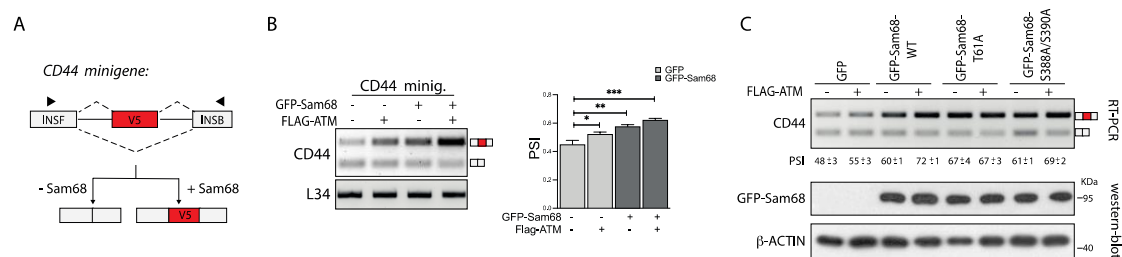 A
CD44 minigene:
INSF V5 INSB
- Sam68 + Sam68
V5
B
CD44 minig.
GFP-Sam68 - - + +
FLAG-ATM - + - +
CD44
L34
GFP
GFP-Sam68
***
**
*
PSI
0.8
0.6
0.4
0.2
0.0
GFP-Sam68 - - + +
Flag-ATM - + - +
C
GFP
GFP-Sam68-
WT
GFP-Sam68-
T61A
GFP-Sam68-
S388A/S390A
FLAG-ATM - + - + - + - +
CD44
RT-PCR
PSI 48±3 55±3 60±1 72 ±1 67±4 67±3 61±1 69±2
KDa
GFP-Sam68 −95
β-ACTIN −40
western-blot